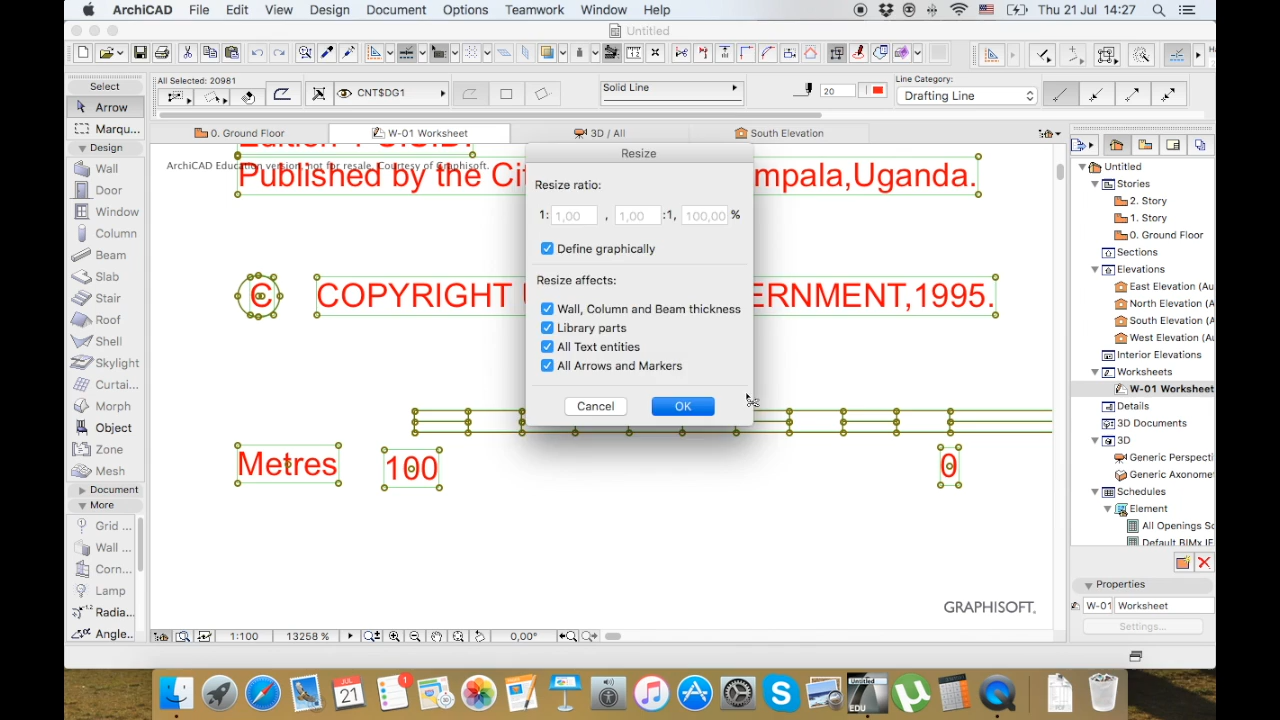 ArchiCAD File Edit View Design Document Options Teamwork Window Help Thu 21 Jul 14:27
Untitled
Select
All Selected: 20981
Line Category:
Arrow
CNT$DG1
Solid Line
20
Drafting Line
Marqu...
0. Ground Floor
W-01 Worksheet
3D / All
South Elevation
Design
Wall
Door
Window
Column
Beam
Slab
Stair
Roof
Shell
Skylight
Curtai...
Morph
Object
Zone
Mesh
Document
More
Grid ...
Wall ...
Corn...
Lamp
Radia...
Angle..
ArchiCAD Education version, not for resale. Courtesy of Graphisoft.
Published by the Ci
mpala,Uganda.
C
COPYRIGHT
ERNMENT,1995.
Metres
100
0
GRAPHISOFT.
Resize
Resize ratio:
1: 1,00 , 1,00 :1, 100,00 %
Define graphically
Resize affects:
Wall, Column and Beam thickness
Library parts
All Text entities
All Arrows and Markers
Cancel
OK
Untitled
Stories
2. Story
1. Story
0. Ground Floor
Sections
Elevations
East Elevation (Au
North Elevation (A
South Elevation (A
West Elevation (Au
Interior Elevations
Worksheets
W-01 Worksheet
Details
3D Documents
3D
Generic Perspecti
Generic Axonome
Schedules
Element
All Openings Sc
Default BIMx IF
Properties
W-01 Worksheet
Settings...
1:100
13258 %
0,00°
JUL
21
1
Untitled
EDU